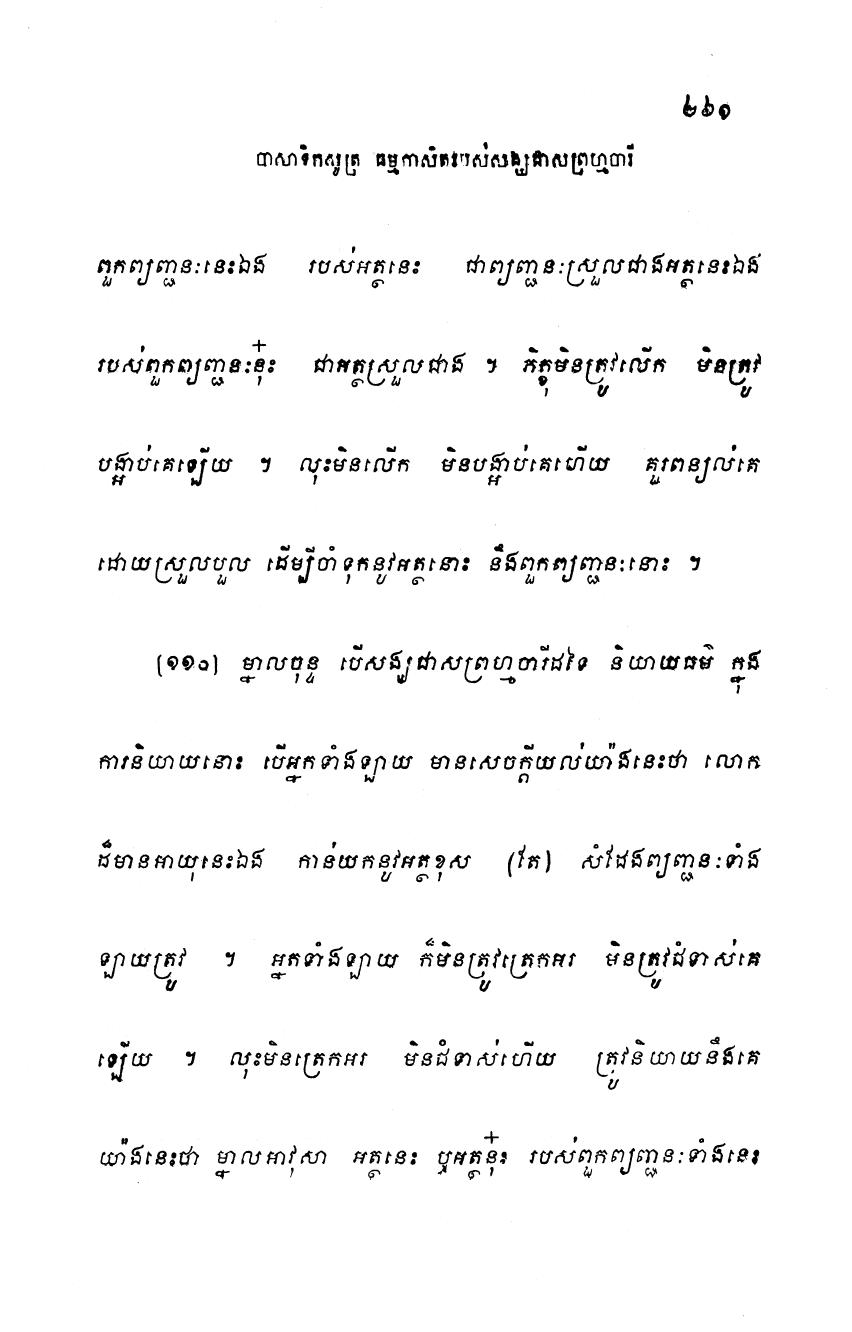 ២៦១
បាសាទិកសូត្រ ធម្មភាសិតរបស់សង្ឃជាសព្រហ្មចារី
ពួកព្យញ្ជនៈនេះឯង របស់អត្ថនេះ ជាព្យញ្ជនៈស្រួលជាងអត្ថនេះឯង
របស់ពួកព្យញ្ជនៈនុ៎ះ ជាអត្ថស្រួលជាង ។ ភិក្ខុមិនត្រូវលើក មិនត្រូវ
បង្អាប់គេឡើយ ។ លុះមិនលើក មិនបង្អាប់គេហើយ គួរពន្យល់គេ
ដោយស្រួលបួល ដើម្បីចាំទុកនូវអត្ថនោះ នឹងពួកព្យញ្ជនៈនោះ ។
(១១០) ម្នាលចុន្ទ បើសង្ឃជាសព្រហ្មចារីដទៃ និយាយធម៌ ក្នុង
ការនិយាយនោះ បើអ្នកទាំងឡាយ មានសេចក្តីយល់យ៉ាងនេះថា លោក
ដ៏មានអាយុនេះឯង កាន់យកនូវអត្ថខុស (តែ) សំដែងព្យញ្ជនៈទាំង
ឡាយត្រូវ ។ អ្នកទាំងឡាយ ក៏មិនត្រូវត្រេកអរ មិនត្រូវជំទាស់គេ
ឡើយ ។ លុះមិនត្រេកអរ មិនជំទាស់ហើយ ត្រូវនិយាយនឹងគេ
យ៉ាងនេះថា ម្នាលអាវុសោ អត្ថនេះ ឬអត្ថនុ៎ះ របស់ពួកព្យញ្ជនៈទាំងនេះ